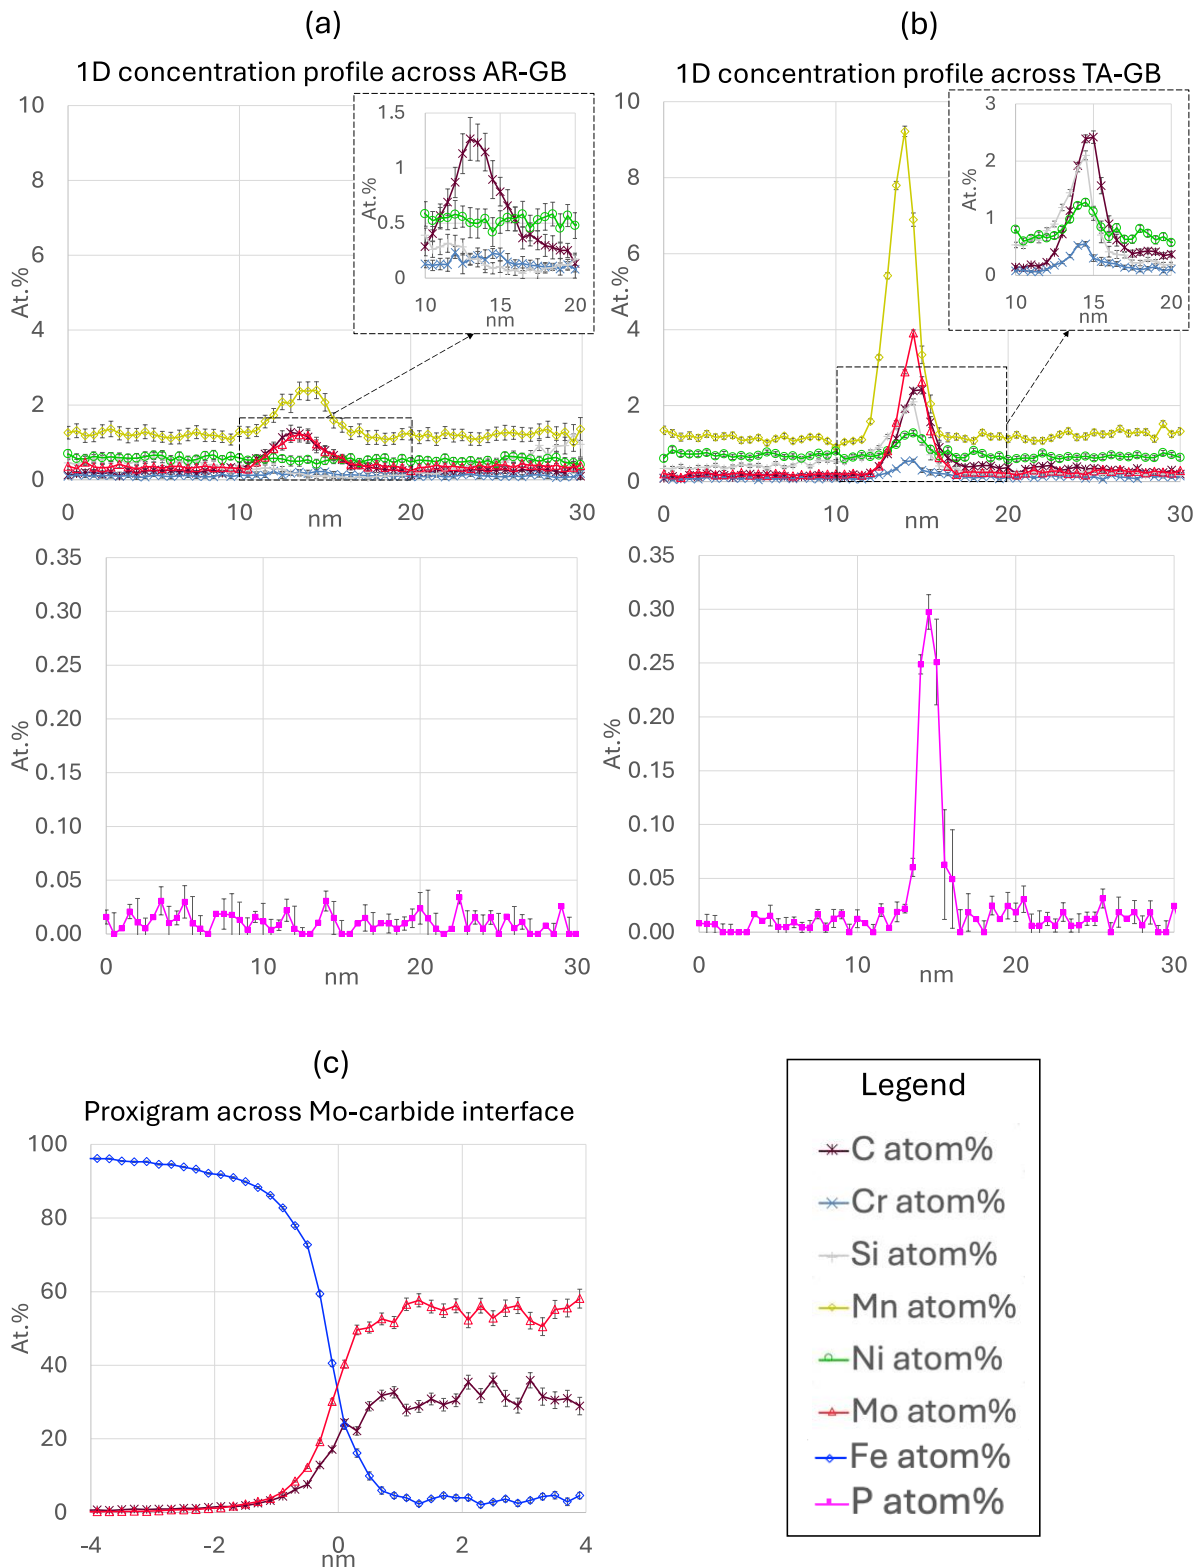 (a)
1D concentration profile across AR-GB
At.%
10
8
6
4
2
0
0
10
20
30
nm
At.%
1.5
1
0.5
0
10
15
20
nm
(b)
1D concentration profile across TA-GB
At.%
10
8
6
4
2
0
0
10
20
30
nm
At.%
3
2
1
0
10
15
20
nm
At.%
0.35
0.30
0.25
0.20
0.15
0.10
0.05
0.00
0
10
20
30
nm
At.%
0.35
0.30
0.25
0.20
0.15
0.10
0.05
0.00
0
10
20
30
nm
(c)
Proxigram across Mo-carbide interface
At.%
100
80
60
40
20
0
-4
-2
0
2
4
nm
Legend
C atom%
Cr atom%
Si atom%
Mn atom%
Ni atom%
Mo atom%
Fe atom%
P atom%